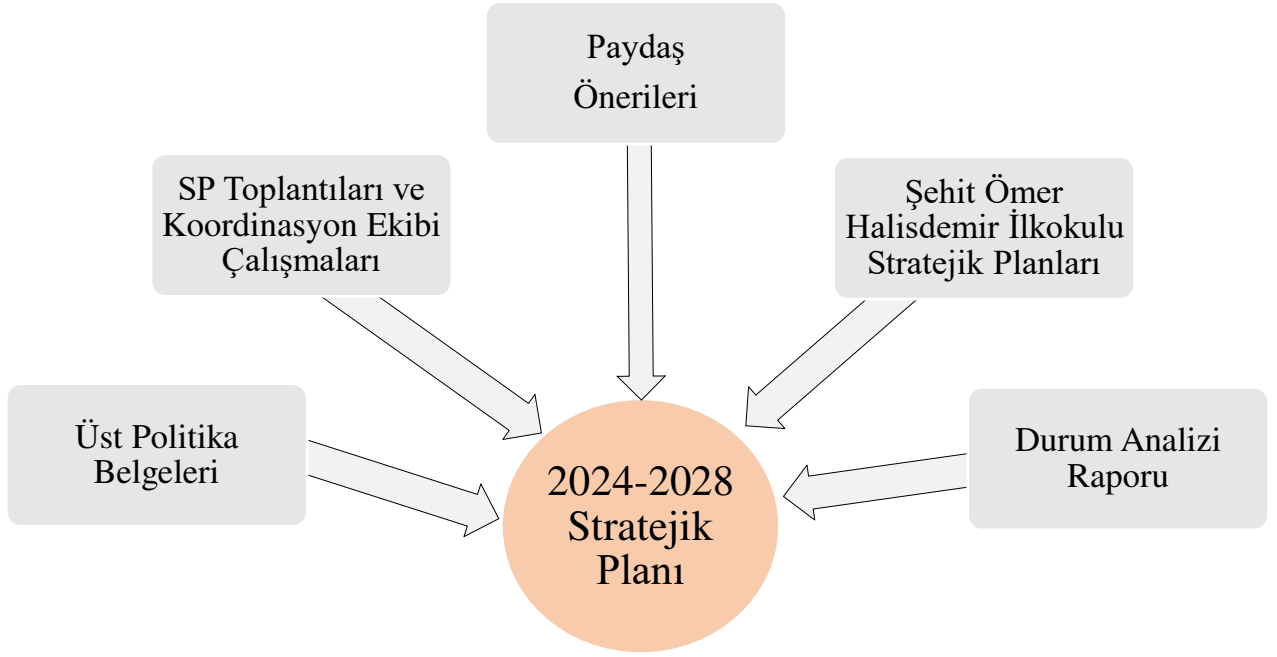 Paydaş
Önerileri
SP Toplantıları ve
Koordinasyon Ekibi
Çalışmaları
Şehit Ömer
Halisdemir İlkokulu
Stratejik Planları
Üst Politika
Belgeleri
Durum Analizi
Raporu
2024-2028
Stratejik
Planı